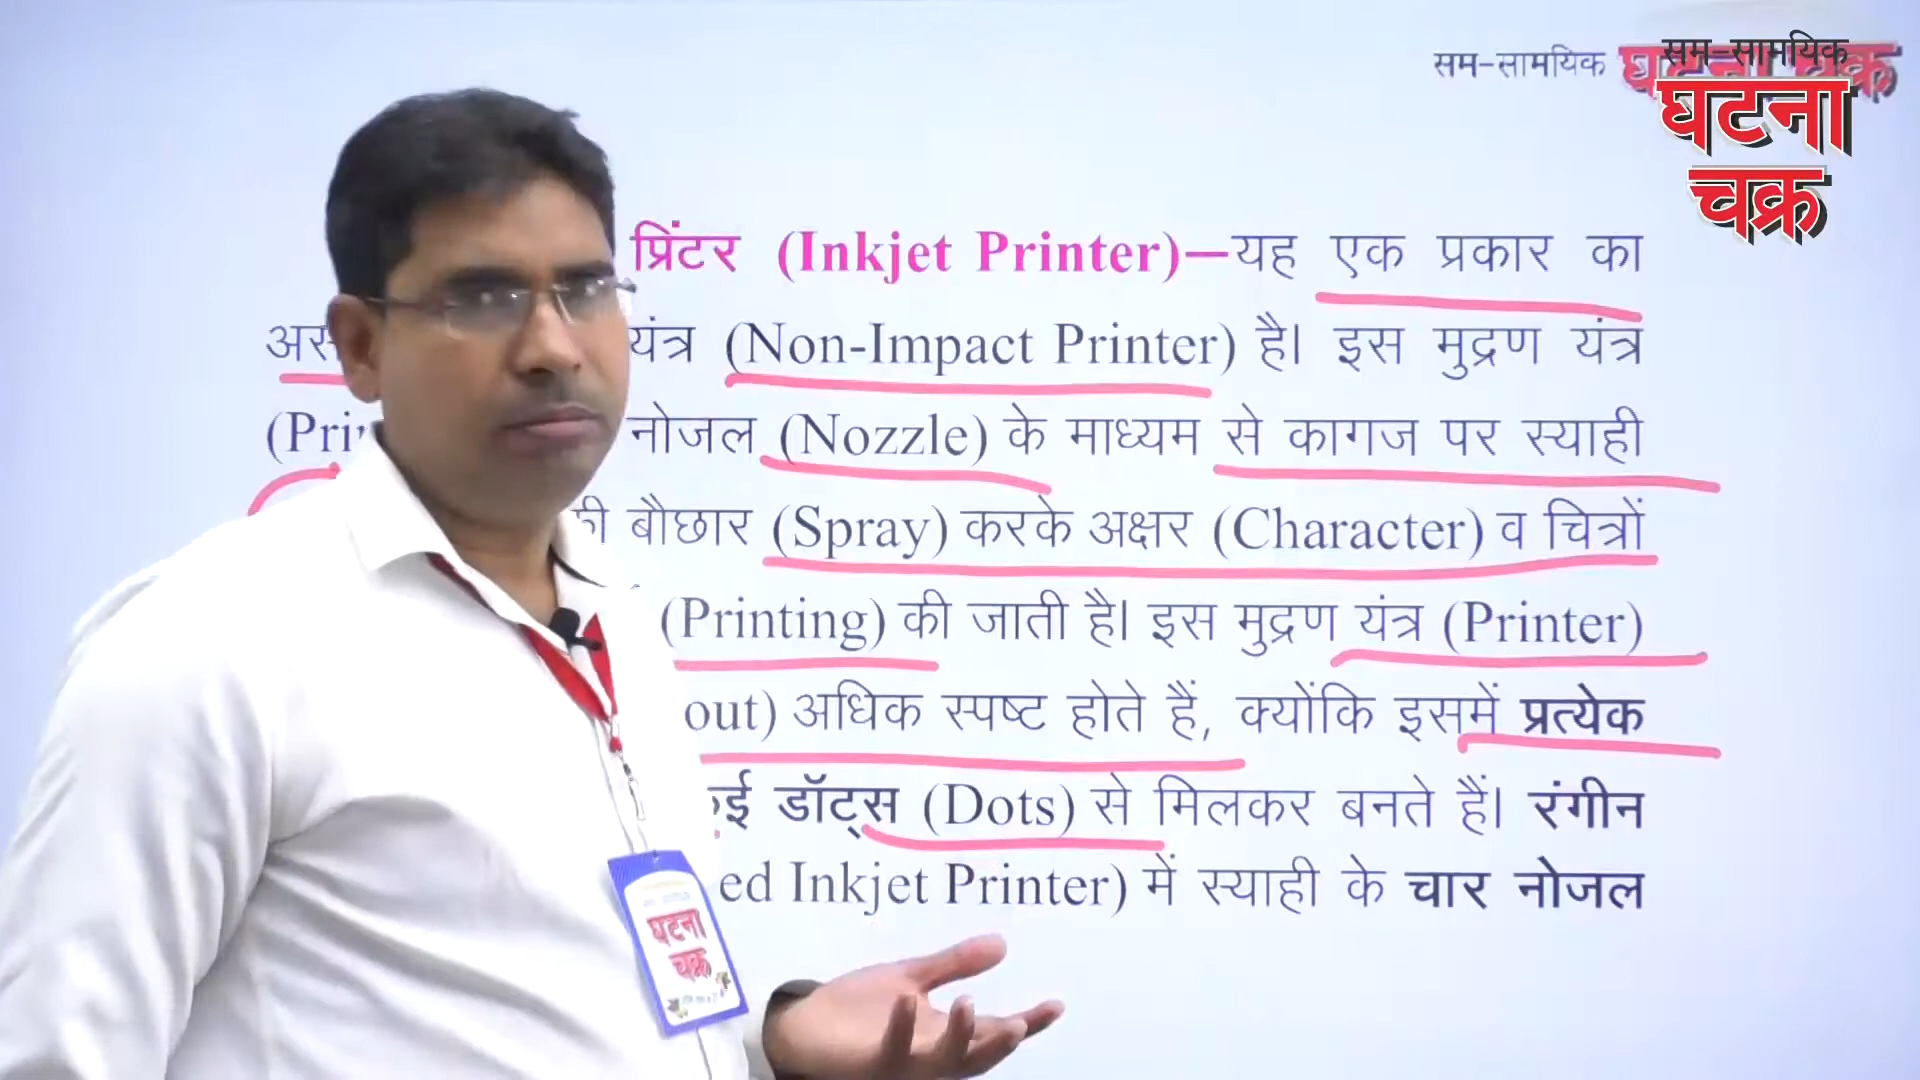 सम-सामयिक
सम-सामयिक
घटना
चक्र
प्रिंटर (Inkjet Printer)—यह एक प्रकार का
यंत्र (Non-Impact Printer) है। इस मुद्रण यंत्र
नोजल (Nozzle) के माध्यम से कागज पर स्याही
बौछार (Spray) करके अक्षर (Character) व चित्रों
(Printing) की जाती है। इस मुद्रण यंत्र (Printer)
out) अधिक स्पष्ट होते हैं, क्योंकि इसमें प्रत्येक
डॉट्स (Dots) से मिलकर बनते हैं। रंगीन
ed Inkjet Printer) में स्याही के चार नोजल
घटना
चक्र